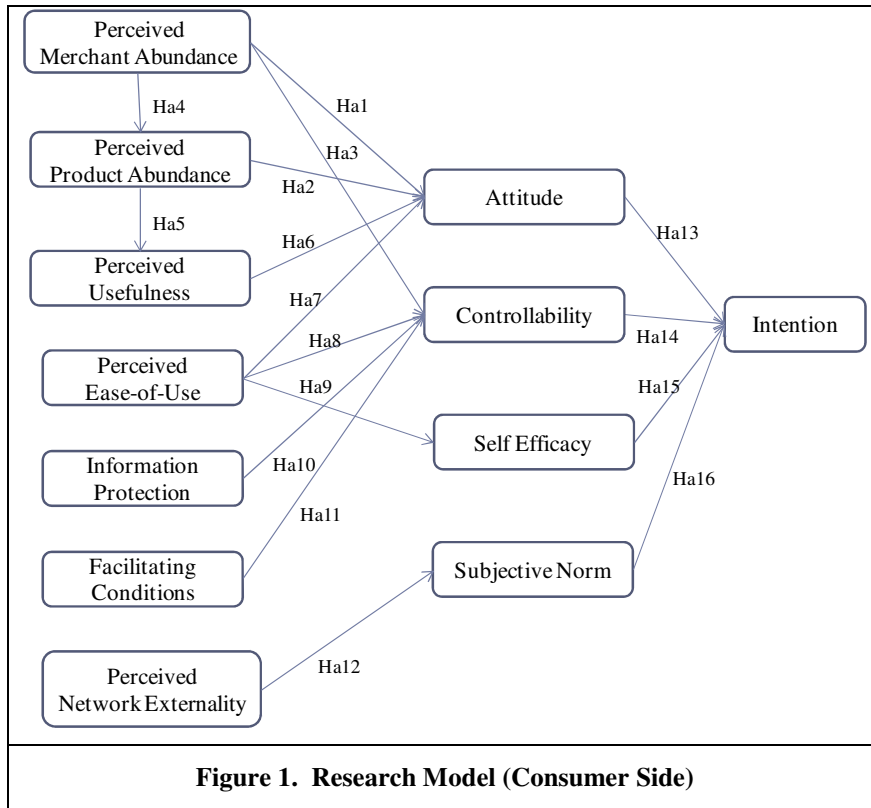 Perceived
Merchant Abundance
Ha1
Ha4
Ha3
Perceived
Product Abundance
Ha2
Attitude
Ha5
Ha6
Ha13
Perceived
Usefulness
Ha7
Controllability
Intention
Ha8
Ha14
Perceived
Ease-of-Use
Ha9
Ha15
Self Efficacy
Information
Protection
Ha10
Ha16
Ha11
Facilitating
Conditions
Subjective Norm
Ha12
Perceived
Network Externality
Figure 1. Research Model (Consumer Side)